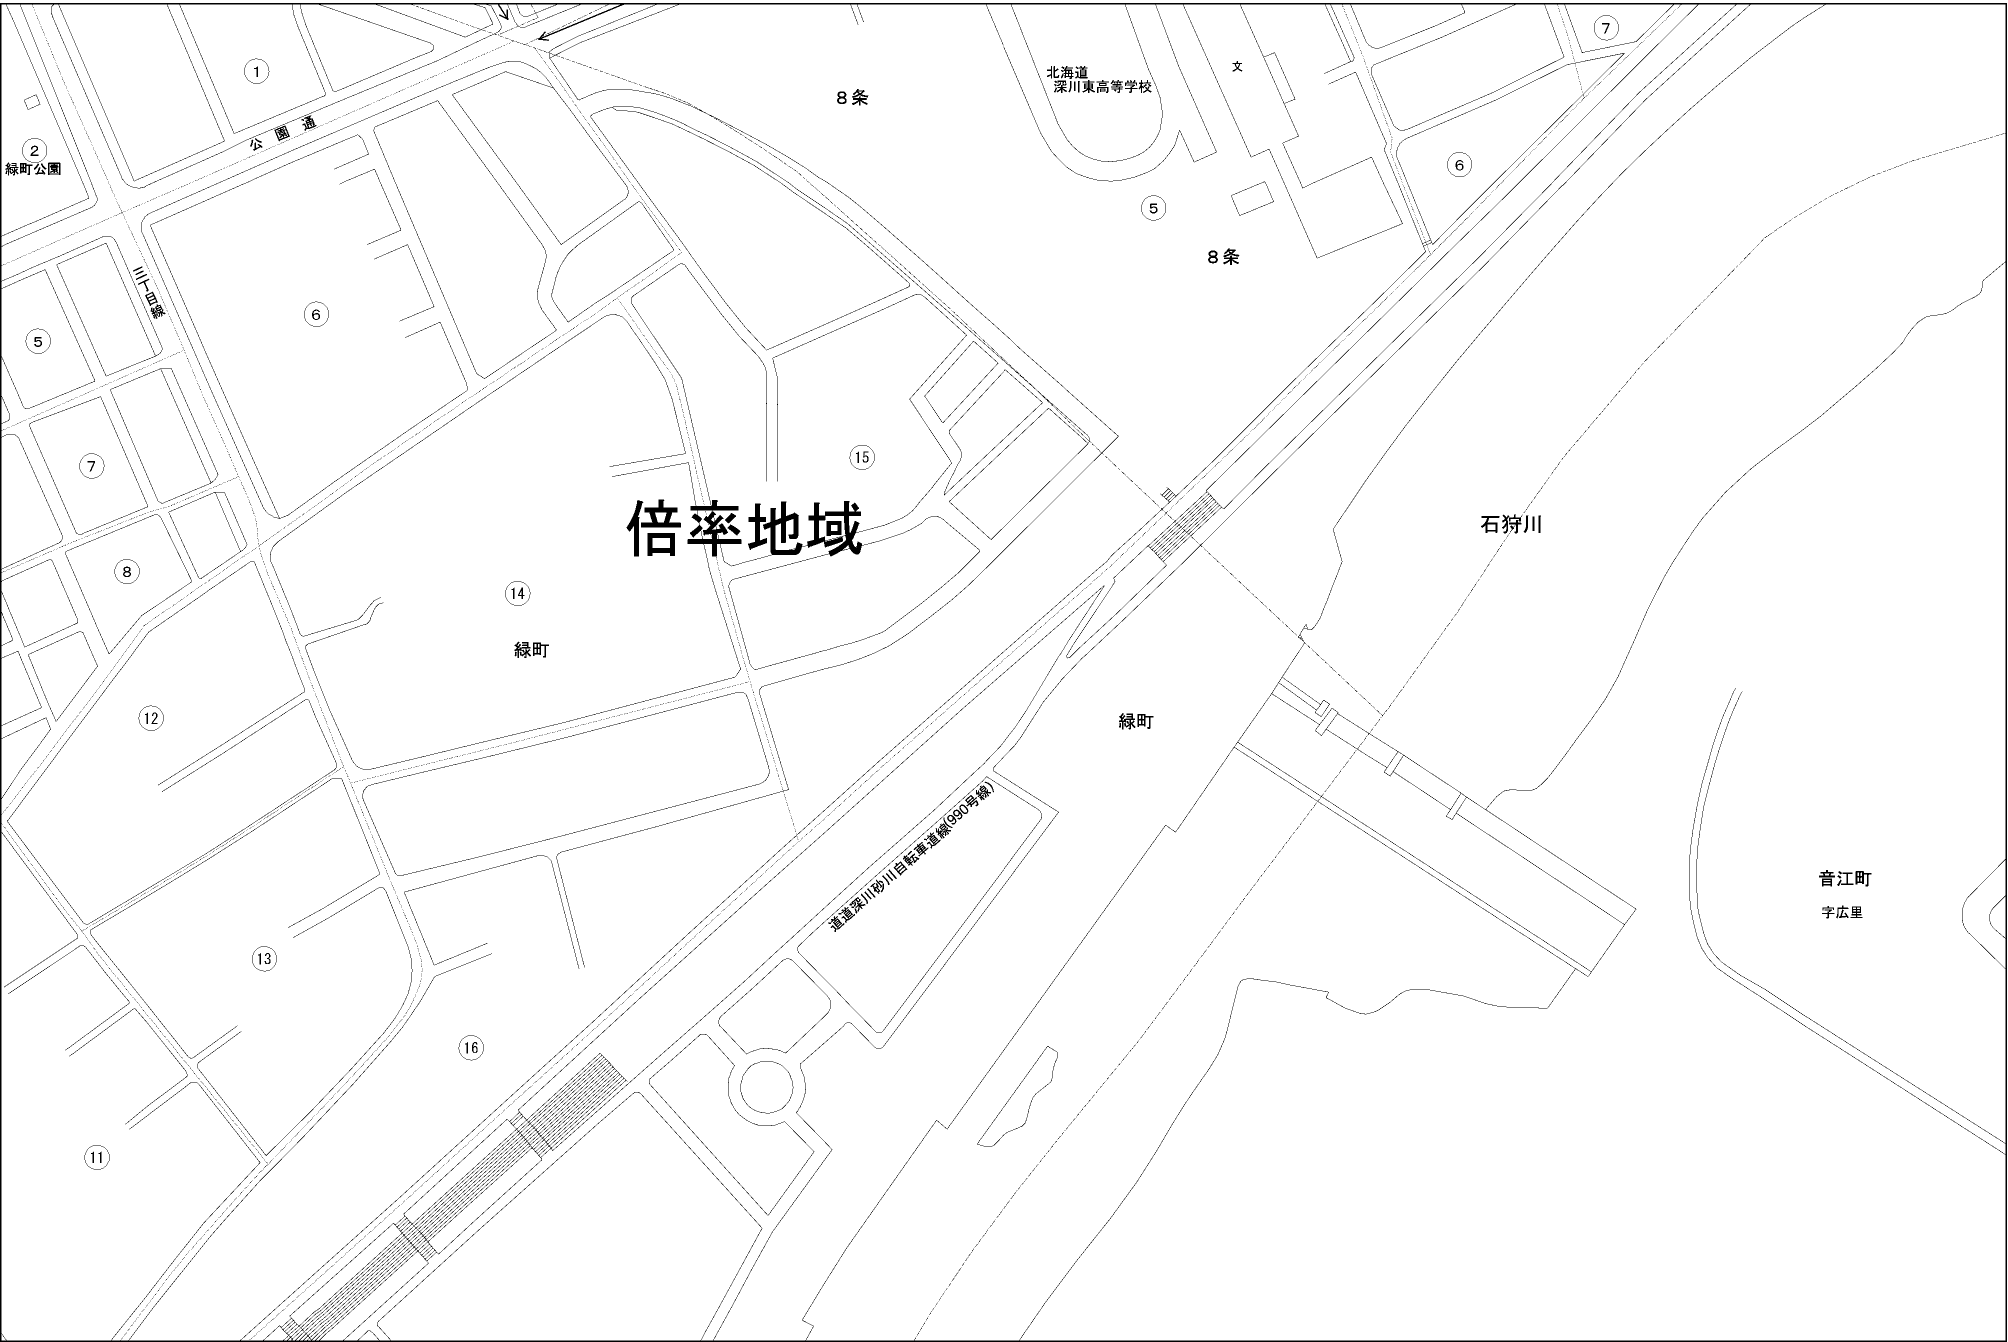 7
北海道
深川東高等学校
文
1
8条
公園通
2
緑町公園
6
5
8条
三丁目線
6
5
15
7
倍率地域
石狩川
8
14
緑町
12
緑町
道道深川砂川自転車道線(990号線)
音江町
字広里
13
16
11